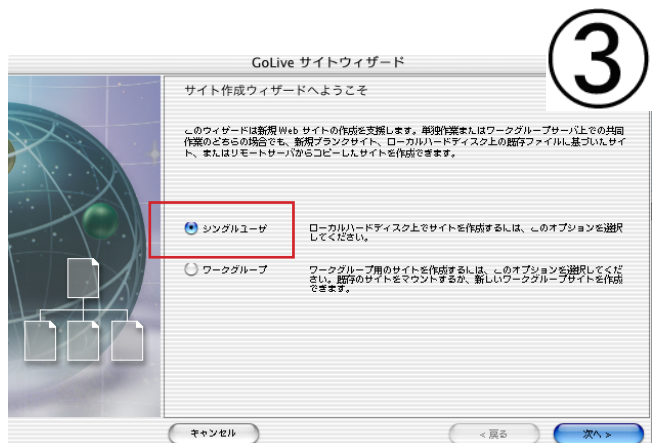 ③
GoLive サイトウィザード
サイト作成ウィザードへようこそ
このウィザードは新規 Web サイトの作成を支援します。単独作業またはワークグループサーバ上での共同
作業のどちらの場合でも、新規ブランクサイト、ローカルハードディスク上の既存ファイルに基づいたサイ
ト、またはリモートサーバからコピーしたサイトを作成できます。
シングルユーザ
ローカルハードディスク上でサイトを作成するには、このオプションを選択
してください。
ワークグループ
ワークグループ用のサイトを作成するには、このオプションを選択してくだ
さい。既存のサイトをマウントするか、新しいワークグループサイトを作成
できます。
キャンセル
< 戻る
次へ >